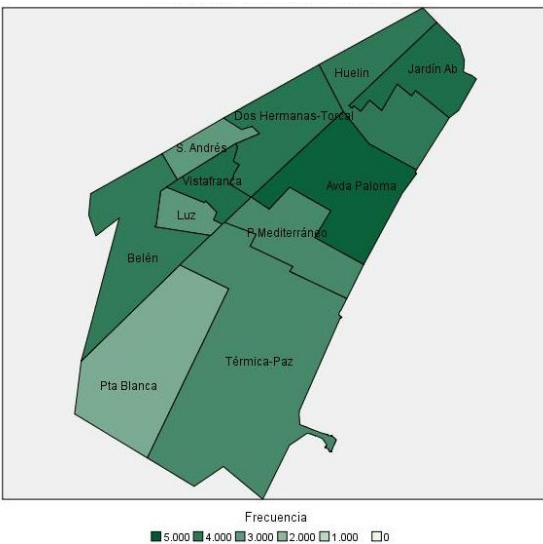 Huelin
Jardín Ab
Dos Hermanas-Torcal
S. Andrés
Vistafranca
Avda Paloma
Luz
P.Mediterráneo
Belén
Térmica-Paz
Pta Blanca
Frecuencia
5.000 4.000 3.000 2.000 1.000 0